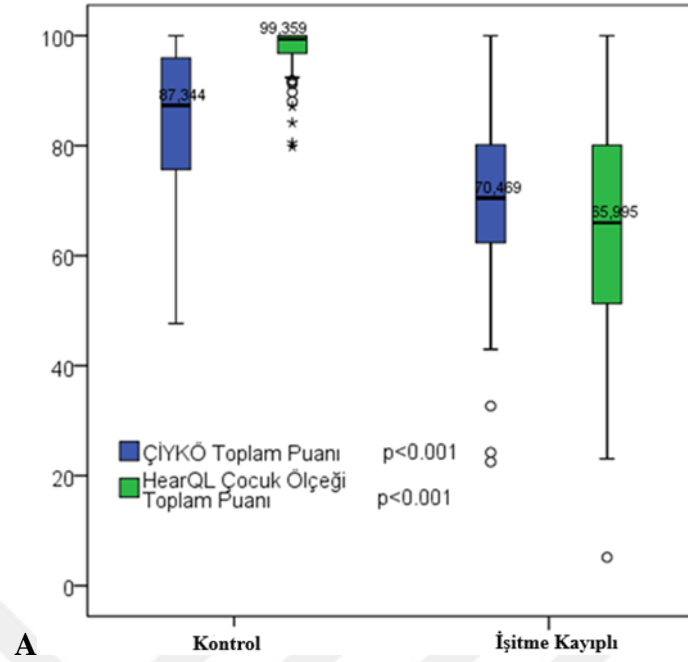 100
80
60
40
20
0
87,344
99,359
70,469
65,995
ÇİYKÖ Toplam Puanı p<0.001
HearQL Çocuk Ölçeği
Toplam Puanı p<0.001
A
Kontrol
İşitme Kayıplı